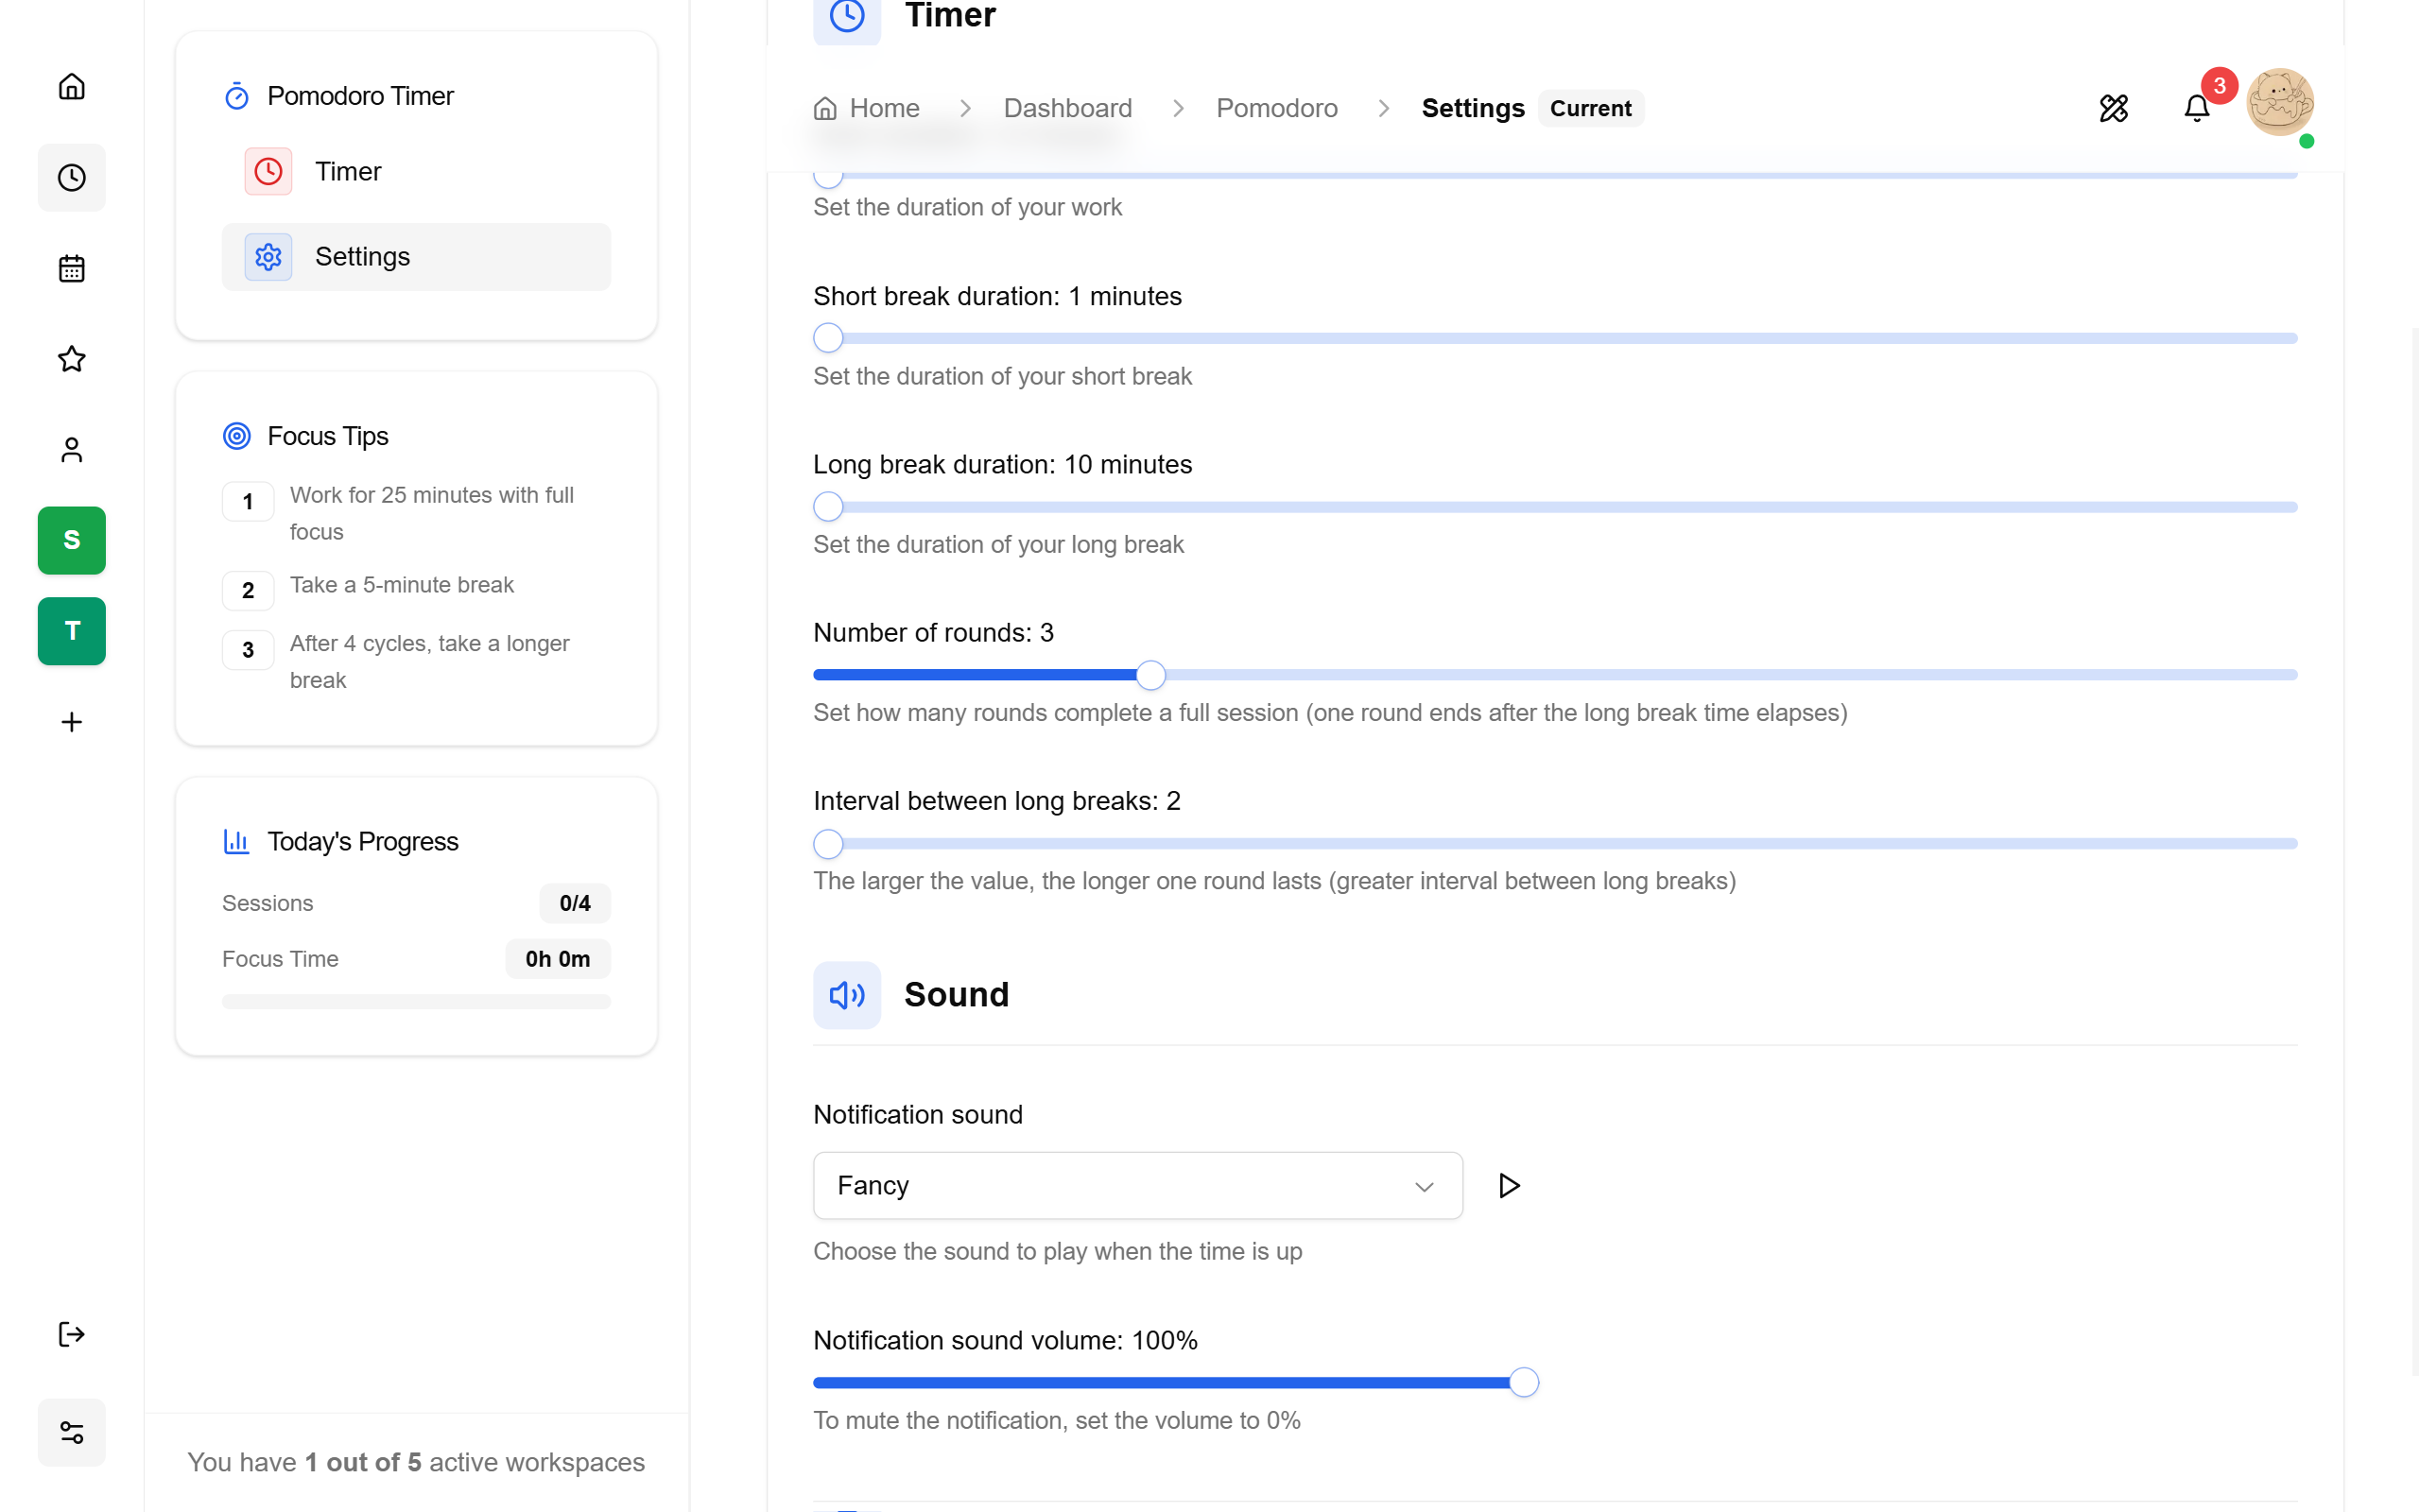 S
T
Pomodoro Timer
Timer
Settings
Focus Tips
1
Work for 25 minutes with full
focus
2
Take a 5-minute break
3
After 4 cycles, take a longer
break
Today's Progress
Sessions
0/4
Focus Time
0h 0m
You have 1 out of 5 active workspaces
Timer
Home
Dashboard
Pomodoro
Settings
Current
3
Set the duration of your work
Short break duration: 1 minutes
Set the duration of your short break
Long break duration: 10 minutes
Set the duration of your long break
Number of rounds: 3
Set how many rounds complete a full session (one round ends after the long break time elapses)
Interval between long breaks: 2
The larger the value, the longer one round lasts (greater interval between long breaks)
Sound
Notification sound
Fancy
Choose the sound to play when the time is up
Notification sound volume: 100%
To mute the notification, set the volume to 0%